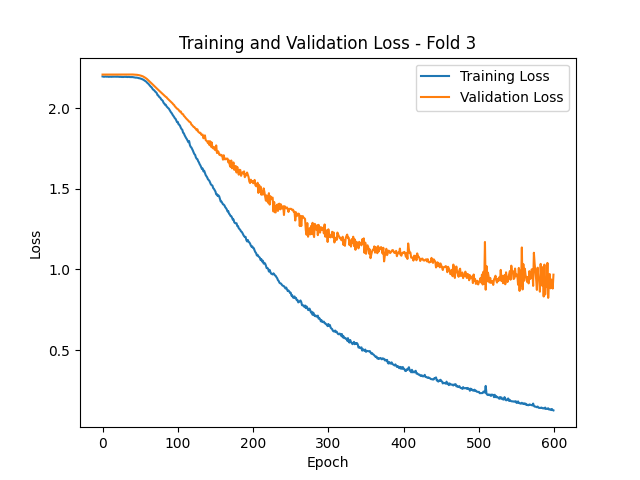 Training and Validation Loss - Fold 3
Training Loss
Validation Loss
2.0
1.5
1.0
0.5
Loss
0 100 200 300 400 500 600
Epoch